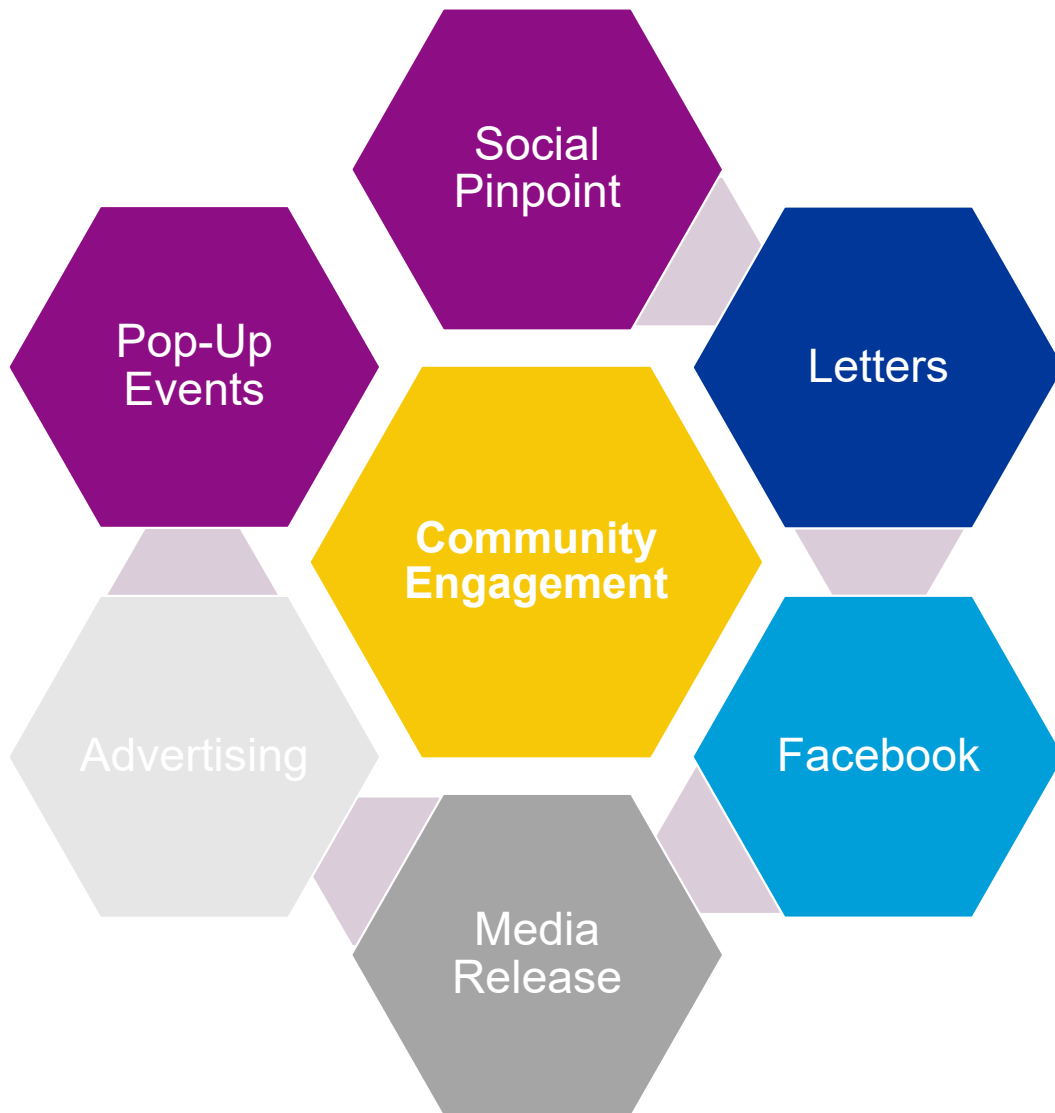 Social
Pinpoint
Letters
Facebook
Media
Release
Advertising
Pop-Up
Events
Community
Engagement